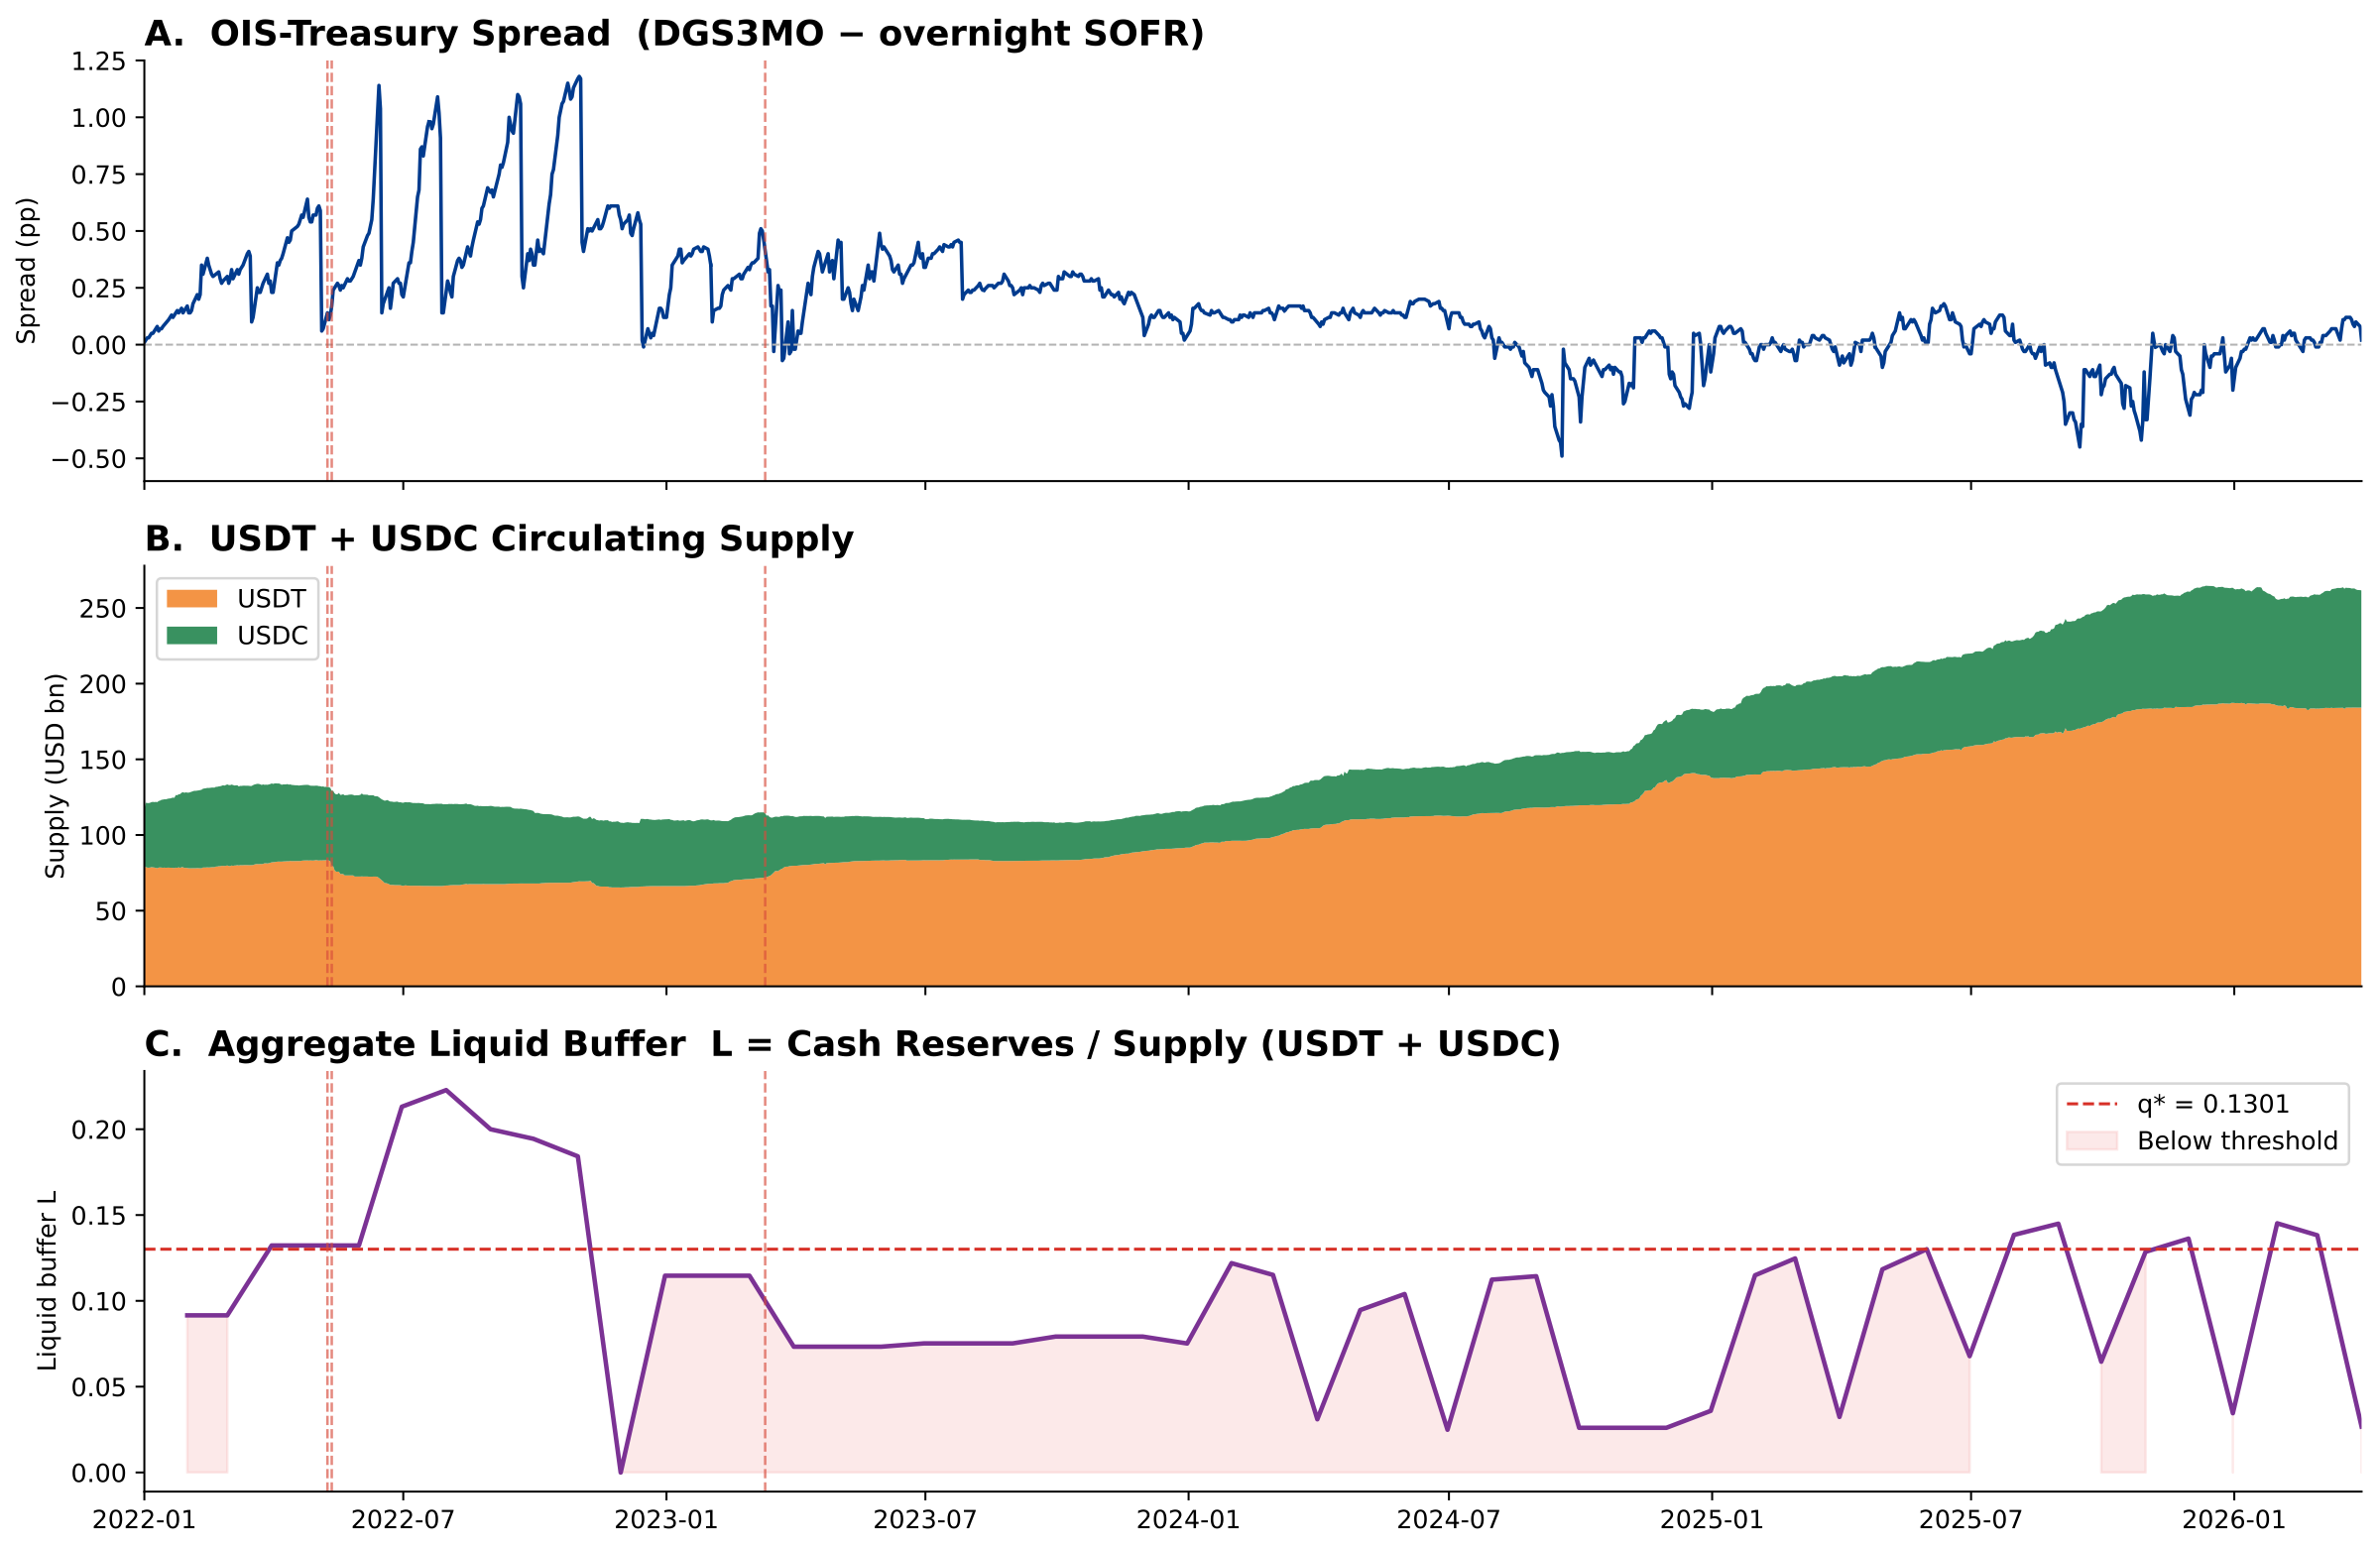 A.  OIS-Treasury Spread  (DGS3MO − overnight SOFR)
Spread (pp)
1.25
1.00
0.75
0.50
0.25
0.00
−0.25
−0.50
B.  USDT + USDC Circulating Supply
Supply (USD bn)
250
200
150
100
50
0
USDT
USDC
C.  Aggregate Liquid Buffer  L = Cash Reserves / Supply (USDT + USDC)
Liquid buffer L
0.20
0.15
0.10
0.05
0.00
q* = 0.1301
Below threshold
2022-01 2022-07 2023-01 2023-07 2024-01 2024-07 2025-01 2025-07 2026-01